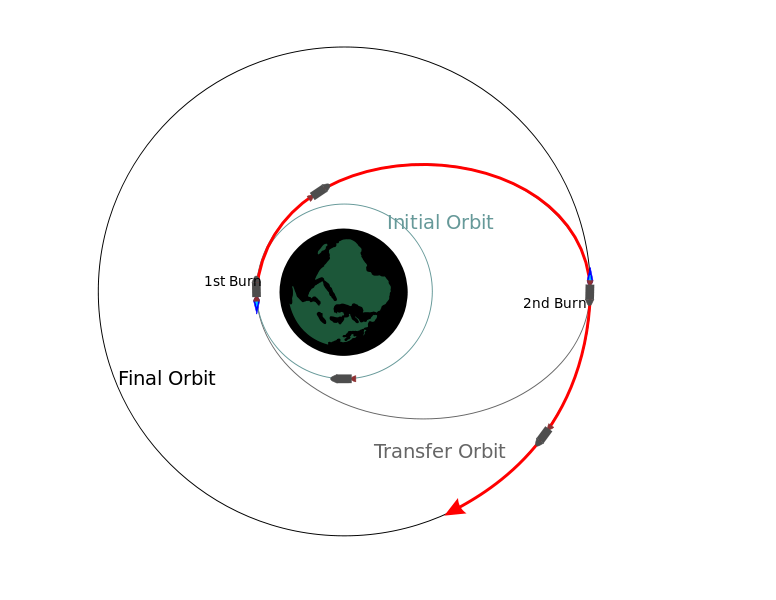 Initial Orbit
1st Burn
2nd Burn
Final Orbit
Transfer Orbit